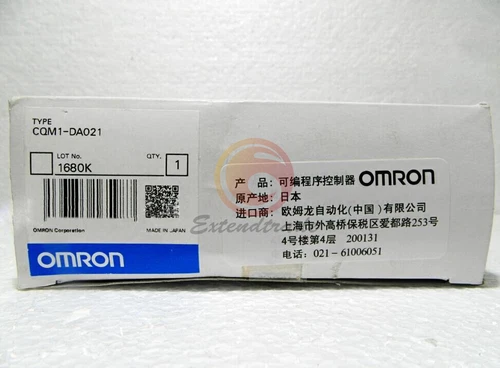 TYPE
CQM1-DA021
LOT No.
1680K
QTY.
1
OMRON Corporation
MADE IN JAPAN
OMRON
产 品：可编程序控制器 OMRON
原产地：日本
进口商：欧姆龙自动化(中国)有限公司
上海市外高桥保税区爱都路253号
4号楼第4层 200131
电话：021-61006051
Extendtr